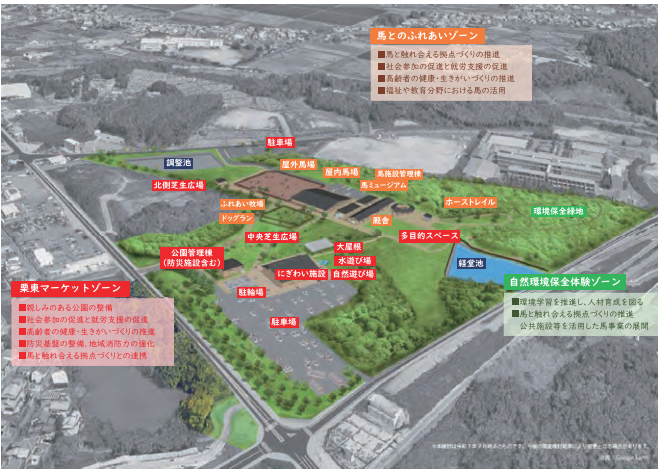 馬とのふれあいゾーン
■馬と触れ合える拠点づくりの推進
■社会参加の促進と就労支援の促進
■高齢者の健康・生きがいづくりの推進
■福祉や教育分野における馬の活用
駐車場
調整池
屋外馬場
屋内馬場
馬施設管理棟
馬ミュージアム
北側芝生広場
ふれあい牧場
ドッグラン
厩舎
ホーストレイル
環境保全緑地
中央芝生広場
多目的スペース
大屋根
水遊び場
公園管理棟
(防災施設含む)
にぎわい施設
自然遊び場
経堂池
駐輪場
駐車場
栗東マーケットゾーン
■親しみのある公園の整備
■社会参加の促進と就労支援の促進
■高齢者の健康・生きがいづくりの推進
■防災基盤の整備、地域消防力の強化
■馬と触れ合える拠点づくりとの連携
自然環境保全体験ゾーン
■環境学習を推進し、人材育成を図る
■馬と触れ合える拠点づくりの推進
公共施設等を活用した馬事業の展開
Google Earth